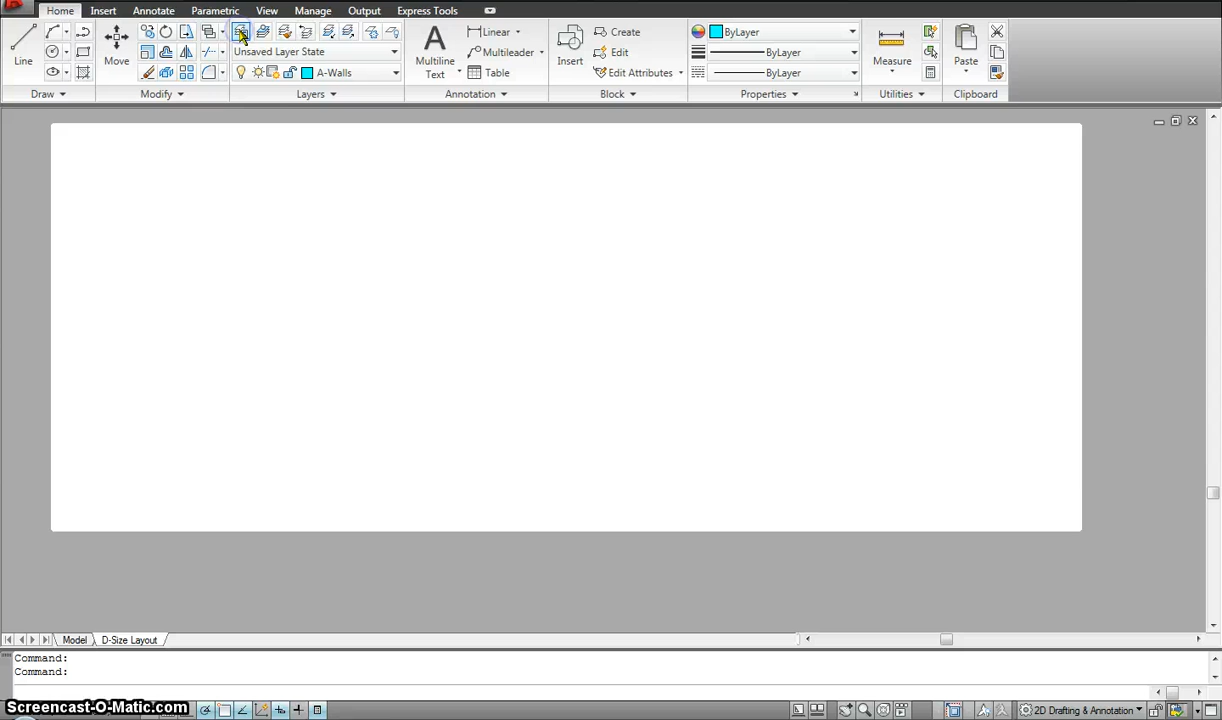 Home Insert Annotate Parametric View Manage Output Express Tools
Linear Create ByLayer
Unsaved Layer State Multileader Edit ByLayer
Line Move Multiline Text Insert Measure Paste
A-Walls Table Edit Attributes ByLayer
Draw Modify Layers Annotation Block Properties Utilities Clipboard
Model D-Size Layout
Command:
Command:
Screencast-O-Matic.com 2D Drafting & Annotation